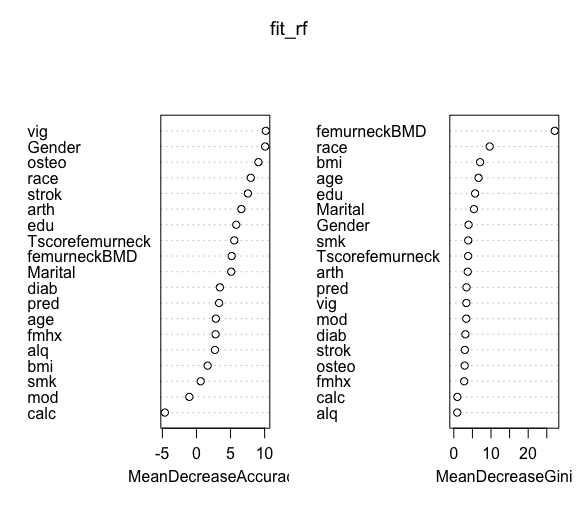 fit_rf
vig
Gender
osteo
race
strok
arth
edu
Tscorefemurneck
femurneckBMD
Marital
diab
pred
age
fmhx
alq
bmi
smk
mod
calc
-5 0 5 10
MeanDecreaseAccurac
femurneckBMD
race
bmi
age
edu
Marital
Gender
smk
Tscorefemurneck
arth
pred
vig
mod
diab
strok
osteo
fmhx
calc
alq
0 10 20
MeanDecreaseGini